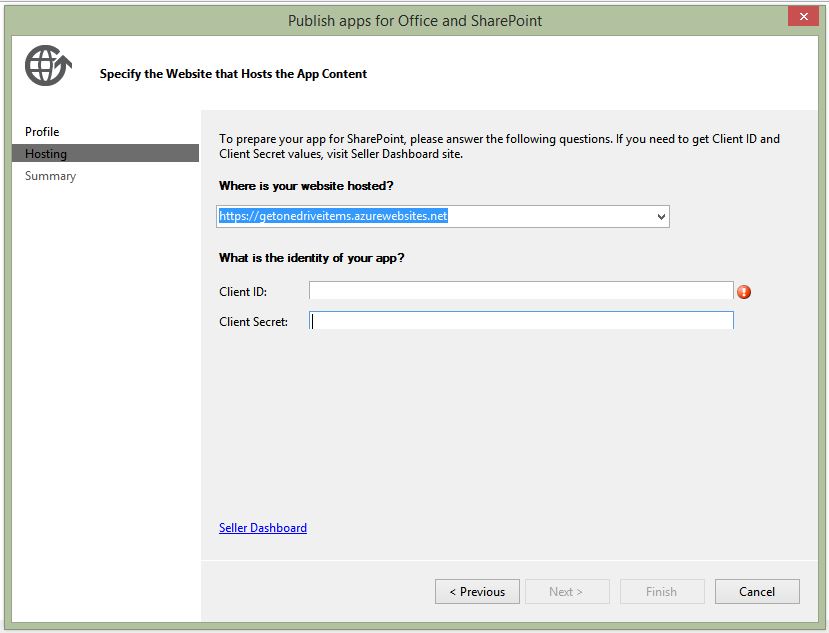 Publish apps for Office and SharePoint
Specify the Website that Hosts the App Content
Profile
Hosting
Summary
To prepare your app for SharePoint, please answer the following questions. If you need to get Client ID and
Client Secret values, visit Seller Dashboard site.
Where is your website hosted?
https://getonedriveitems.azurewebsites.net
What is the identity of your app?
Client ID:
Client Secret:
Seller Dashboard
< Previous
Next >
Finish
Cancel